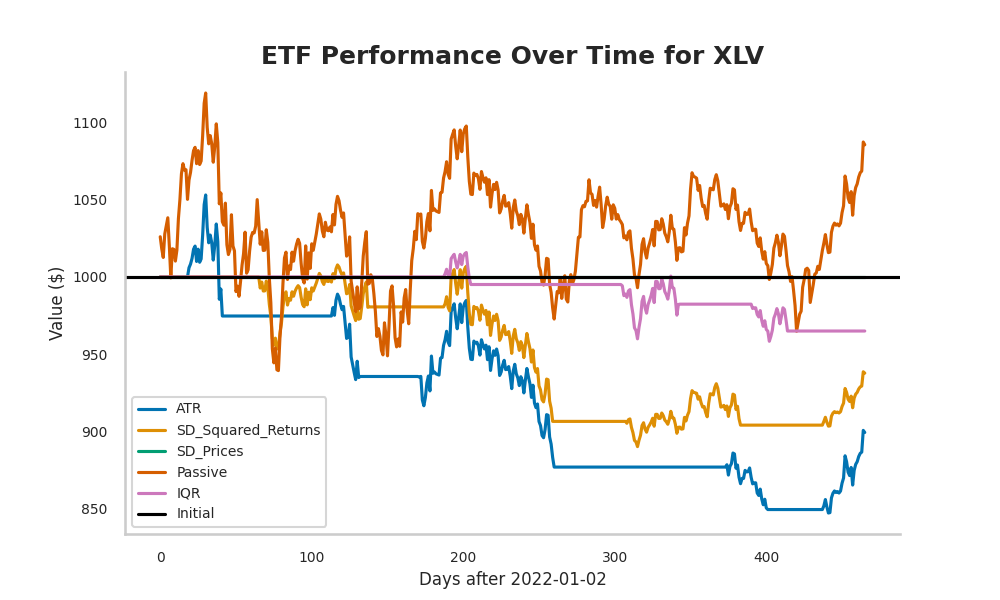 ETF Performance Over Time for XLV
Value ($)
1100
1050
1000
950
900
850
ATR
SD_Squared_Returns
SD_Prices
Passive
IQR
Initial
0 100 200 300 400
Days after 2022-01-02